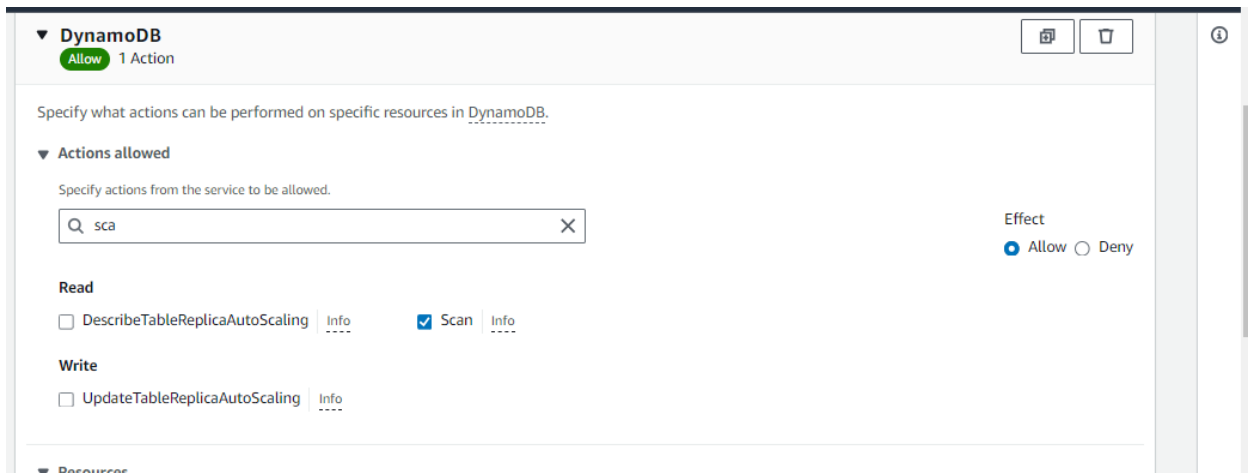 DynamoDB
Allow 1 Action
Specify what actions can be performed on specific resources in DynamoDB.
Actions allowed
Specify actions from the service to be allowed.
sca
Effect
Allow Deny
Read
DescribeTableReplicaAutoScaling Info Scan Info
Write
UpdateTableReplicaAutoScaling Info
Resources